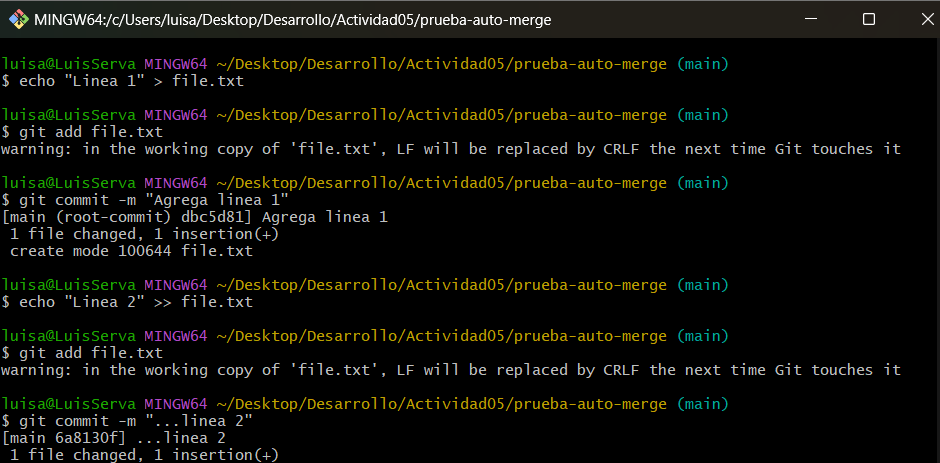 MINGW64:/c/Users/luisa/Desktop/Desarrollo/Actividad05/prueba-auto-merge
luisa@LuisServa MINGW64 ~/Desktop/Desarrollo/Actividad05/prueba-auto-merge (main)
$ echo "Linea 1" > file.txt
luisa@LuisServa MINGW64 ~/Desktop/Desarrollo/Actividad05/prueba-auto-merge (main)
$ git add file.txt
warning: in the working copy of 'file.txt', LF will be replaced by CRLF the next time Git touches it
luisa@LuisServa MINGW64 ~/Desktop/Desarrollo/Actividad05/prueba-auto-merge (main)
$ git commit -m "Agrega linea 1"
[main (root-commit) dbc5d81] Agrega linea 1
 1 file changed, 1 insertion(+)
 create mode 100644 file.txt
luisa@LuisServa MINGW64 ~/Desktop/Desarrollo/Actividad05/prueba-auto-merge (main)
$ echo "Linea 2" >> file.txt
luisa@LuisServa MINGW64 ~/Desktop/Desarrollo/Actividad05/prueba-auto-merge (main)
$ git add file.txt
warning: in the working copy of 'file.txt', LF will be replaced by CRLF the next time Git touches it
luisa@LuisServa MINGW64 ~/Desktop/Desarrollo/Actividad05/prueba-auto-merge (main)
$ git commit -m "...linea 2"
[main 6a8130f] ...linea 2
 1 file changed, 1 insertion(+)